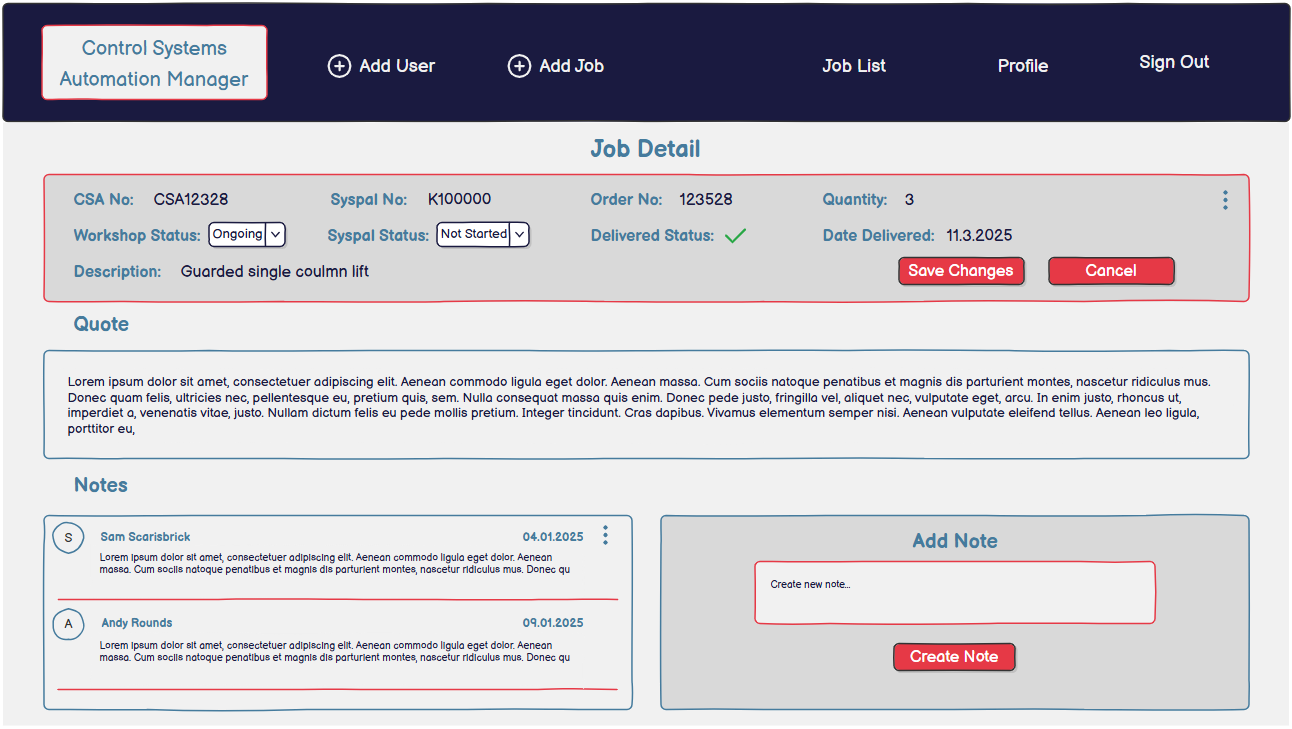 Control Systems
Automation Manager
Add User
Add Job
Job List
Profile
Sign Out
Job Detail
CSA No: CSA12328
Syspal No: K100000
Order No: 123528
Quantity: 3
Workshop Status: Ongoing
Syspal Status: Not Started
Delivered Status:
Date Delivered: 11.3.2025
Description: Guarded single coulmn lift
Save Changes
Cancel
Quote
Lorem ipsum dolor sit amet, consectetuer adipiscing elit. Aenean commodo ligula eget dolor. Aenean massa. Cum sociis natoque penatibus et magnis dis parturient montes, nascetur ridiculus mus.
Donec quam felis, ultricies nec, pellentesque eu, pretium quis, sem. Nulla consequat massa quis enim. Donec pede justo, fringilla vel, aliquet nec, vulputate eget, arcu. In enim justo, rhoncus ut,
imperdiet a, venenatis vitae, justo. Nullam dictum felis eu pede mollis pretium. Integer tincidunt. Cras dapibus. Vivamus elementum semper nisi. Aenean vulputate eleifend tellus. Aenean leo ligula,
porttitor eu,
Notes
S
Sam Scarisbrick
04.01.2025
Lorem ipsum dolor sit amet, consectetuer adipiscing elit. Aenean commodo ligula eget dolor. Aenean
massa. Cum sociis natoque penatibus et magnis dis parturient montes, nascetur ridiculus mus. Donec qu
A
Andy Rounds
09.01.2025
Lorem ipsum dolor sit amet, consectetuer adipiscing elit. Aenean commodo ligula eget dolor. Aenean
massa. Cum sociis natoque penatibus et magnis dis parturient montes, nascetur ridiculus mus. Donec qu
Add Note
Create new note...
Create Note